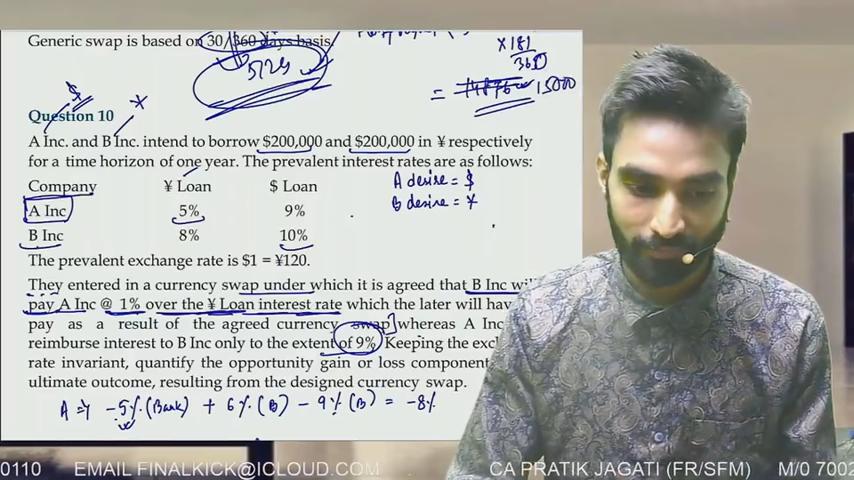 Generic swap is based on 30/360 days basis.
5125
×181
360
= 14876 15000
$
*
Question 10
A Inc. and B Inc. intend to borrow $200,000 and $200,000 in ¥ respectively
for a time horizon of one year. The prevalent interest rates are as follows:
Company ¥ Loan $ Loan
A Inc 5% 9%
B Inc 8% 10%
A desire = $
B desire = ¥
The prevalent exchange rate is $1 = ¥120.
They entered in a currency swap under which it is agreed that B Inc
pay A Inc @ 1% over the ¥ Loan interest rate which the later will
pay as a result of the agreed currency swap whereas A Inc
reimburse interest to B Inc only to the extent of 9%. Keeping the
rate invariant, quantify the opportunity gain or loss component
ultimate outcome, resulting from the designed currency swap.
A ⇒ -5% (Bank) + 6% (B) - 9% (B) = -8%
0110 EMAIL FINALKICK@ICLOUD.COM CA PRATIK JAGATI (FR/SFM) M/0 7002